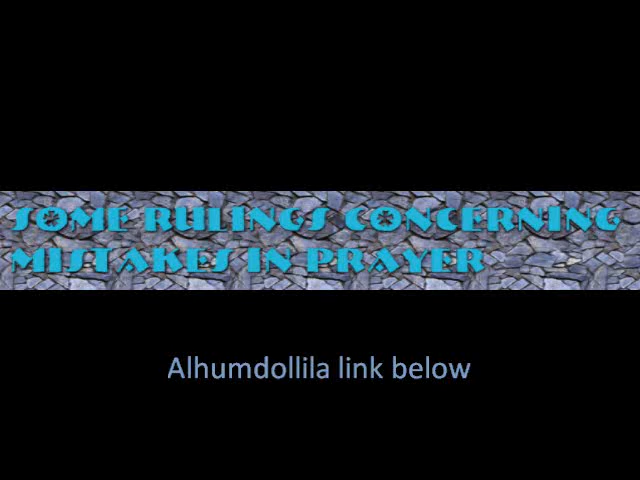 SOME RULINGS CONCERNING
MISTAKES IN PRAYER
Alhumdollila link below